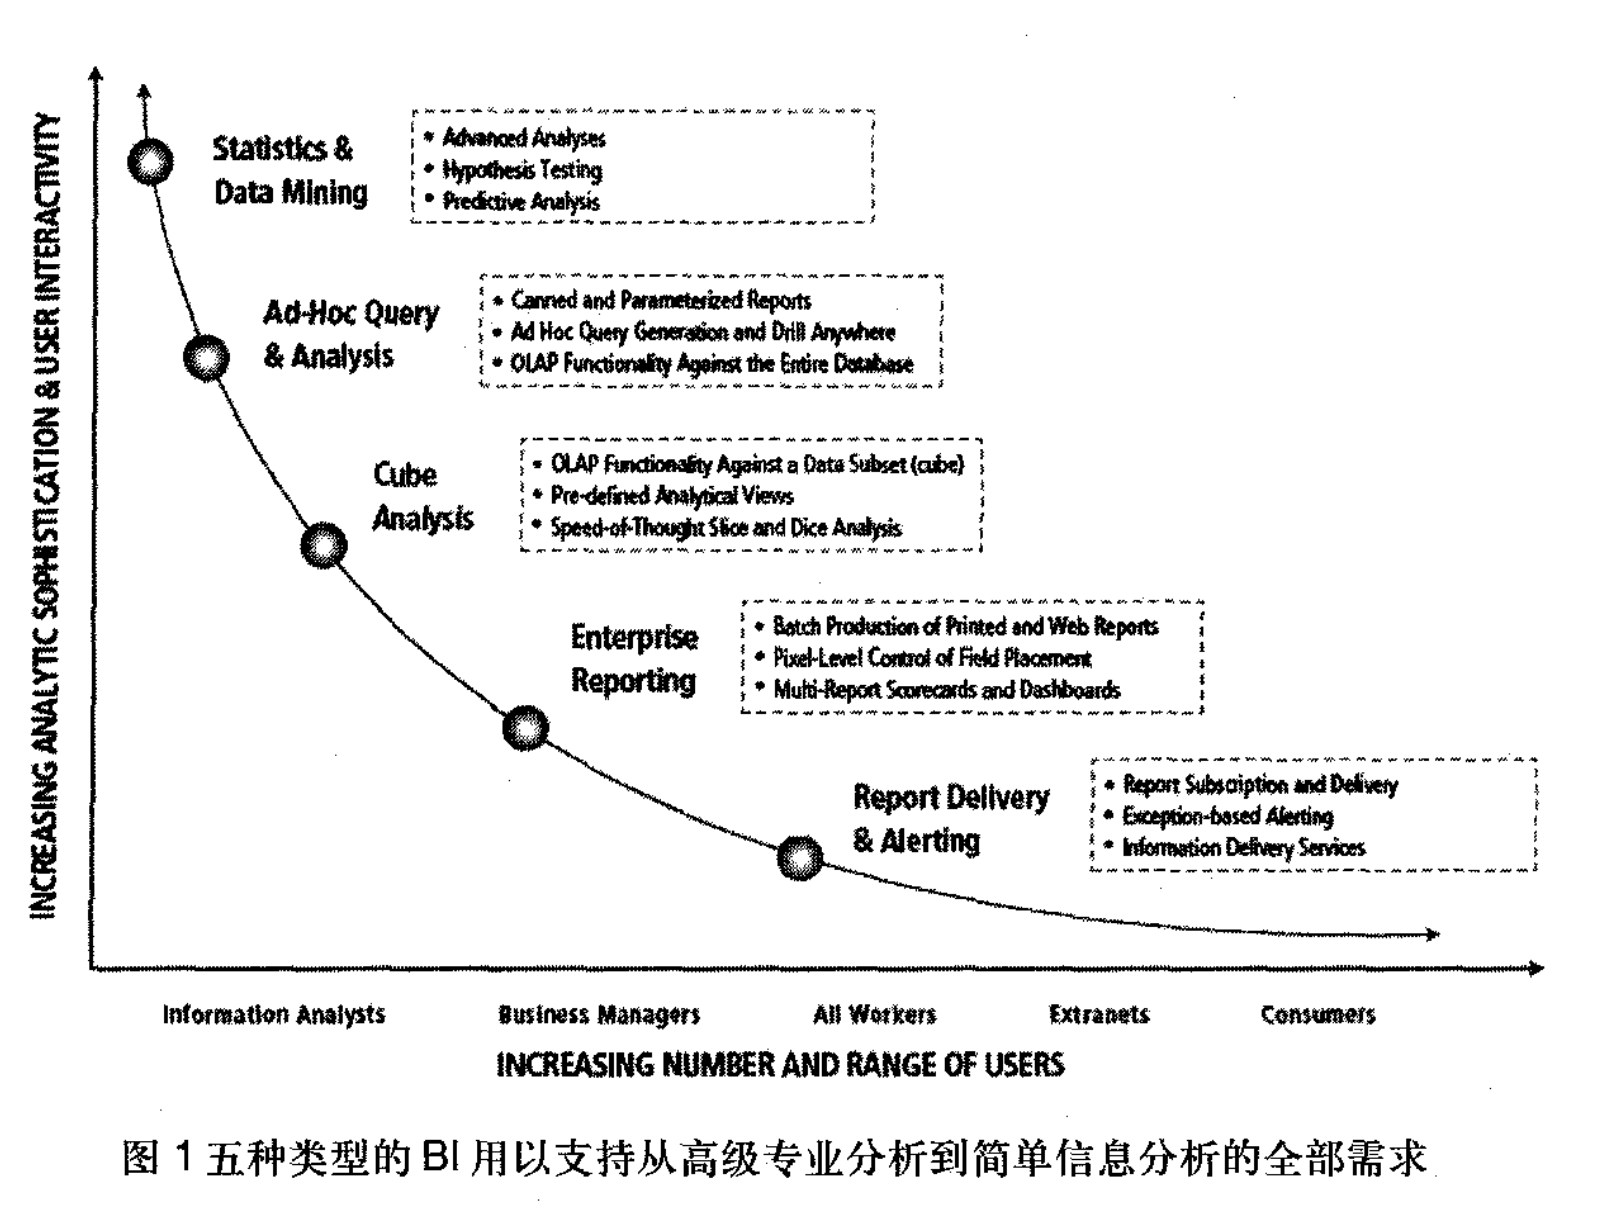 INCREASING ANALYTIC SOPHISTICATION & USER INTERACTIVITY
Statistics &
Data Mining
• Advanced Analyses
• Hypothesis Testing
• Predictive Analysis
Ad-Hoc Query
& Analysis
• Canned and Parameterized Reports
• Ad Hoc Query Generation and Drill Anywhere
• OLAP Functionality Against the Entire Database
Cube
Analysis
• OLAP Functionality Against a Data Subset (cube)
• Pre-defined Analytical Views
• Speed-of-Thought Slice and Dice Analysis
Enterprise
Reporting
• Batch Production of Printed and Web Reports
• Pixel-Level Control of Field Placement
• Multi-Report Scorecards and Dashboards
Report Delivery
& Alerting
• Report Subscription and Delivery
• Exception-based Alerting
• Information Delivery Services
Information Analysts
Business Managers
All Workers
Extranets
Consumers
INCREASING NUMBER AND RANGE OF USERS
图 1 五种类型的 BI 用以支持从高级专业分析到简单信息分析的全部需求